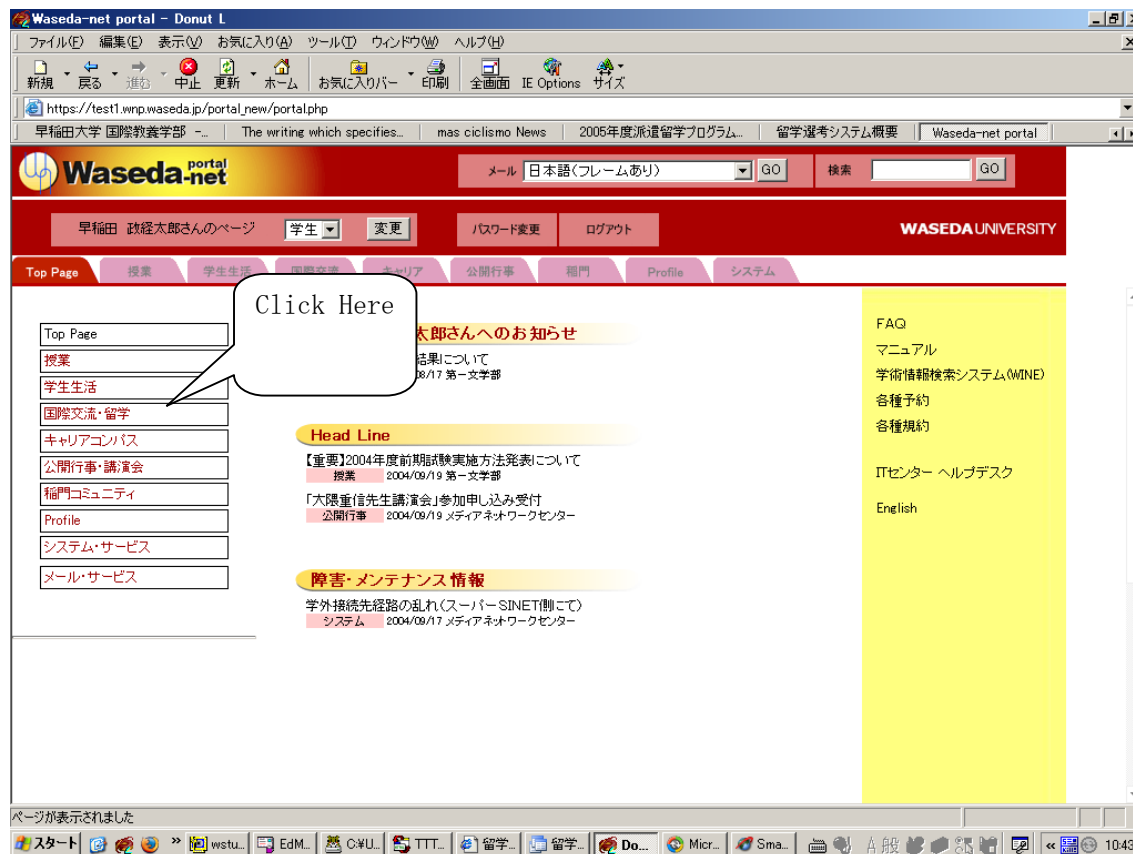 Waseda-net portal - Donut L
ファイル(F) 編集(E) 表示(V) お気に入り(A) ツール(T) ウィンドウ(W) ヘルプ(H)
新規 戻る 進む 中止 更新 ホーム お気に入りバー 印刷 全画面 IE Options サイズ
https://test1.wnp.waseda.jp/portal_new/portal.php
早稲田大学 国際教養学部 -... The writing which specifies... mas ciclismo News 2005年度派遣留学プログラム... 留学選考システム概要 Waseda-net portal
Waseda-net portal メール 日本語(フレームあり) GO 検索 GO
早稲田 政経太郎さんのページ 学生 変更 パスワード変更 ログアウト WASEDA UNIVERSITY
Top Page 授業 学生生活 国際交流 キャリア 公開行事 稲門 Profile システム
Click Here
Top Page
授業
学生生活
国際交流・留学
キャリアコンパス
公開行事・講演会
稲門コミュニティ
Profile
システム・サービス
メール・サービス
太郎さんへのお知らせ
結果について
08/17 第一文学部
Head Line
【重要】2004年度前期試験実施方法発表について
授業 2004/09/19 第一文学部
「大隈重信先生講演会」参加申し込み受付
公開行事 2004/09/19 メディアネットワークセンター
障害・メンテナンス情報
学外接続先経路の乱れ(スーパーSINET側にて)
システム 2004/09/17 メディアネットワークセンター
FAQ
マニュアル
学術情報検索システム(WINE)
各種予約
各種規約
ITセンター ヘルプデスク
English
ページが表示されました
スタート » wstu... EdM... C:¥U... TTT... 留学... 留学... Do... Micr... Sma... A 般 « 10:43